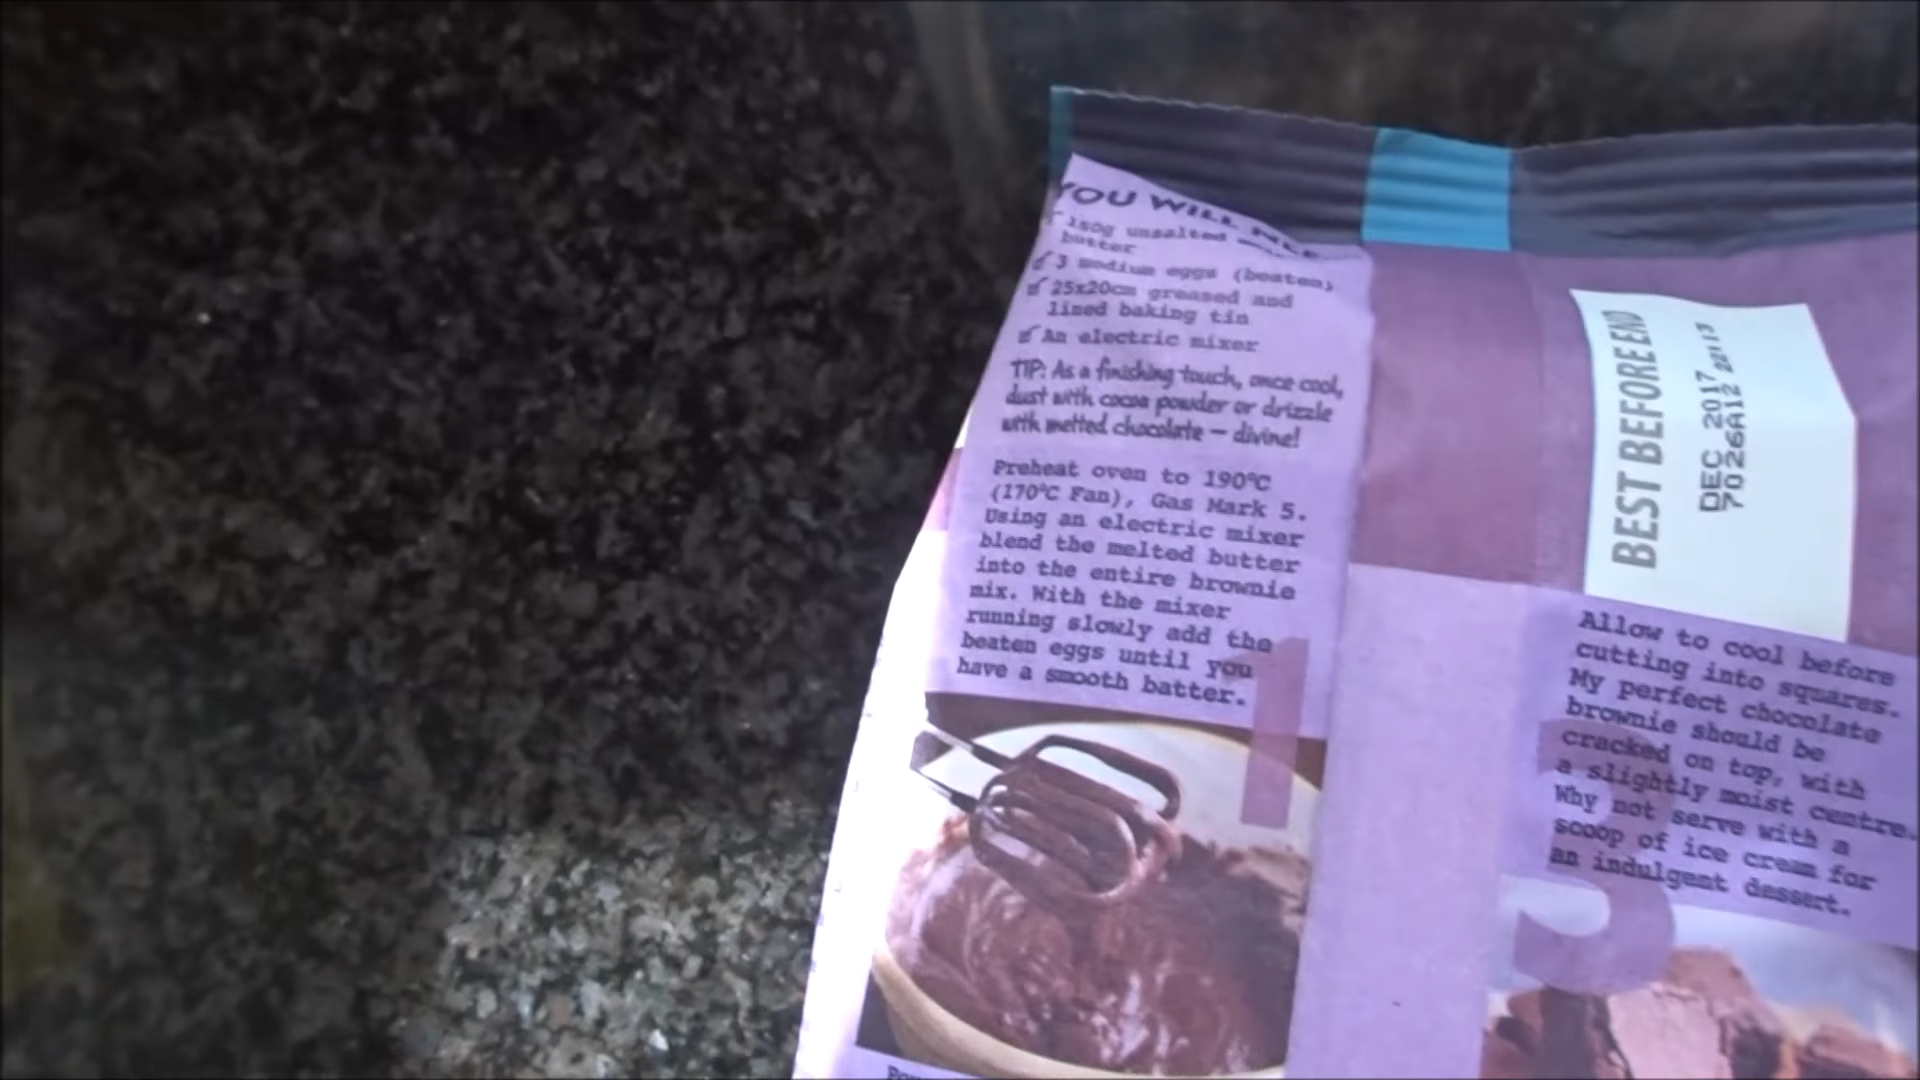 YOU WILL
unsalted
butter
3 medium eggs (beaten)
25x20cm greased and
lined baking tin
An electric mixer
TIP: As a finishing touch, once cool,
dust with cocoa powder or drizzle
with melted chocolate – divine!
Preheat oven to 190°C
(170°C Fan), Gas Mark 5.
Using an electric mixer
blend the melted butter
into the entire brownie
mix. With the mixer
running slowly add the
beaten eggs until you
have a smooth batter.
1
BEST BEFORE END
DEC 2017 22113
7026A12
Allow to cool before
cutting into squares.
My perfect chocolate
brownie should be
cracked on top, with
a slightly moist centre.
Why not serve with a
scoop of ice cream for
an indulgent dessert.
3